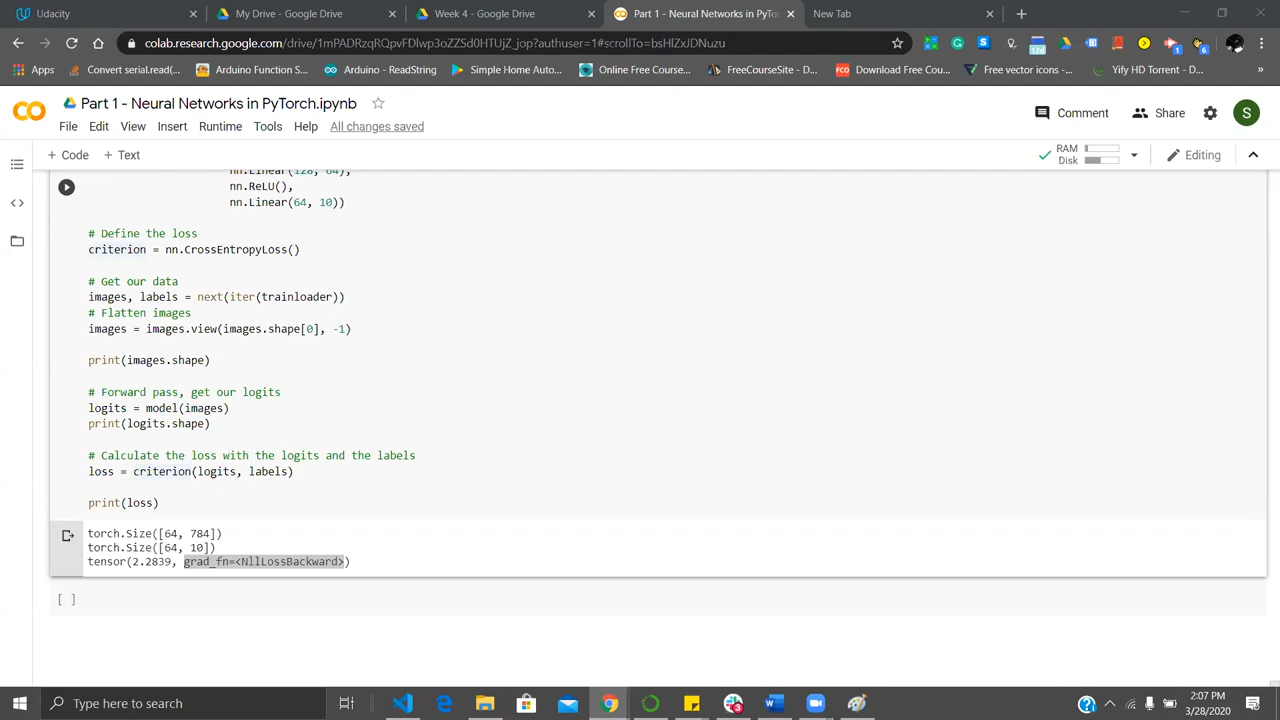 Udacity
My Drive - Google Drive
Week 4 - Google Drive
Part 1 - Neural Networks in PyTo
New Tab
colab.research.google.com/drive/1mPADRzqRQpvFDlwp3oZZSd0HTUjZ_jop?authuser=1#scrollTo=bsHlZxJDNuzu
Apps
Convert serial.read(...
Arduino Function S...
Arduino - ReadString
Simple Home Auto...
Online Free Course...
FreeCourseSite - D...
Download Free Cou...
Free vector icons -...
Yify HD Torrent - D...
Part 1 - Neural Networks in PyTorch.ipynb
Comment
Share
S
File Edit View Insert Runtime Tools Help All changes saved
+ Code + Text
RAM
Disk
Editing
nn.Linear(128, 64),
nn.ReLU(),
nn.Linear(64, 10))
# Define the loss
criterion = nn.CrossEntropyLoss()
# Get our data
images, labels = next(iter(trainloader))
# Flatten images
images = images.view(images.shape[0], -1)
print(images.shape)
# Forward pass, get our logits
logits = model(images)
print(logits.shape)
# Calculate the loss with the logits and the labels
loss = criterion(logits, labels)
print(loss)
torch.Size([64, 784])
torch.Size([64, 10])
tensor(2.2839, grad_fn=<NllLossBackward>)
[ ]
Type here to search
2:07 PM
3/28/2020